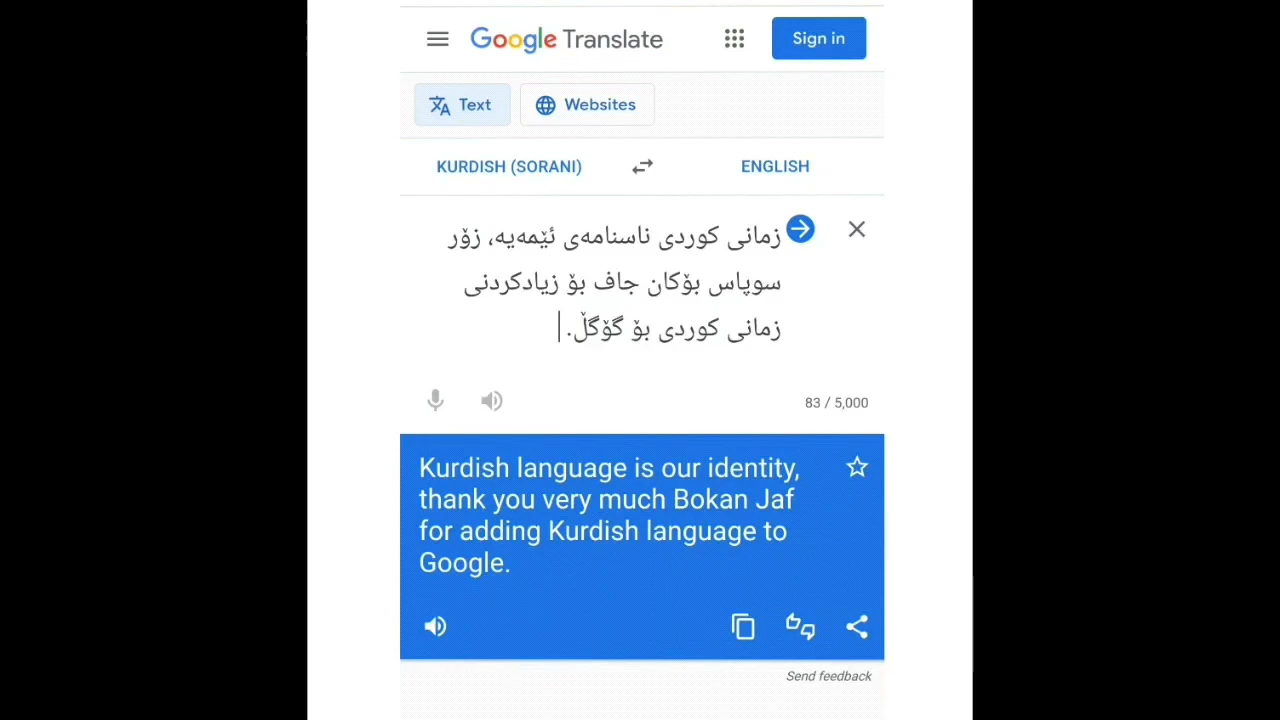 Google Translate
Sign in
Text
Websites
KURDISH (SORANI)
ENGLISH
زمانی کوردی ناسنامەی ئێمەیە، زۆر
سوپاس بۆکان جاف بۆ زیادکردنی
زمانی کوردی بۆ گۆگڵ.
83 / 5,000
Kurdish language is our identity,
thank you very much Bokan Jaf
for adding Kurdish language to
Google.
Send feedback